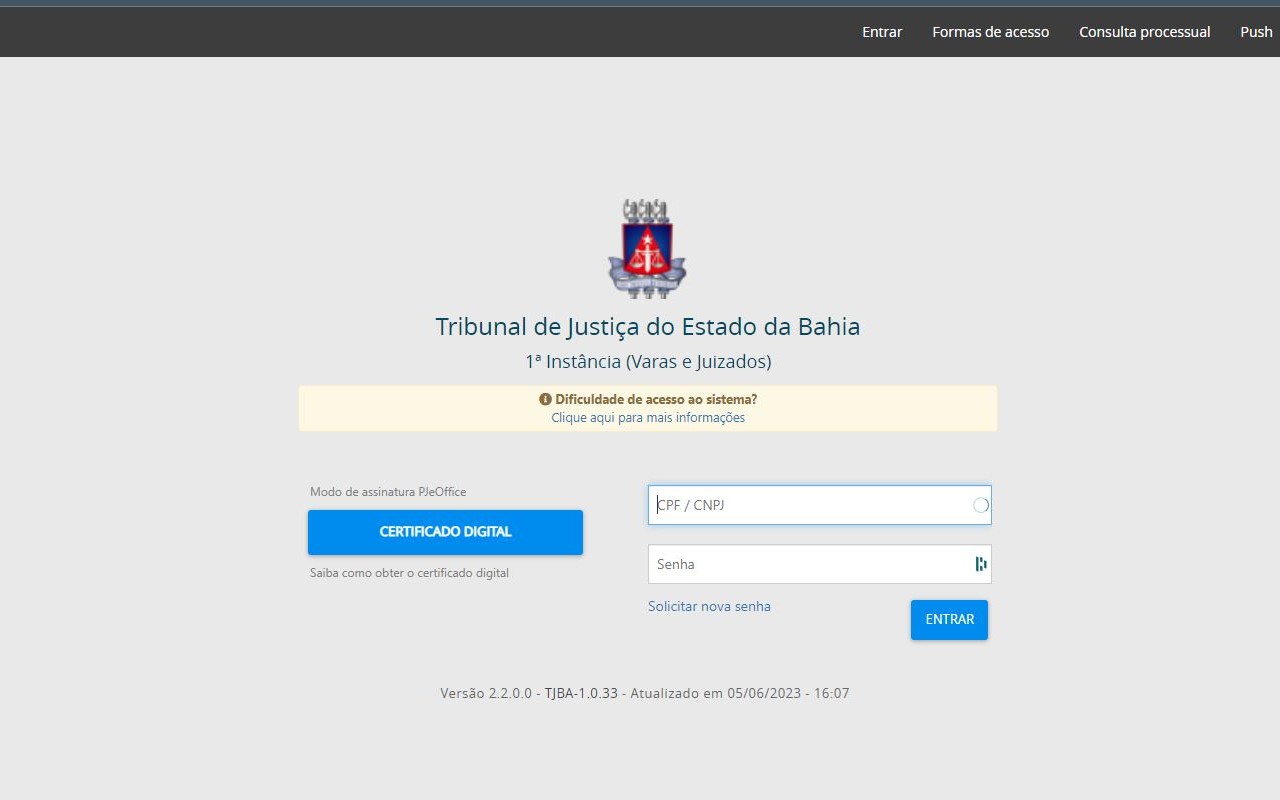 Entrar Formas de acesso Consulta processual Push
Tribunal de Justiça do Estado da Bahia
1ª Instância (Varas e Juizados)
Dificuldade de acesso ao sistema?
Clique aqui para mais informações
Modo de assinatura PJeOffice
CERTIFICADO DIGITAL
Saiba como obter o certificado digital
CPF / CNPJ
Senha
Solicitar nova senha
ENTRAR
Versão 2.2.0.0 - TJBA-1.0.33 - Atualizado em 05/06/2023 - 16:07